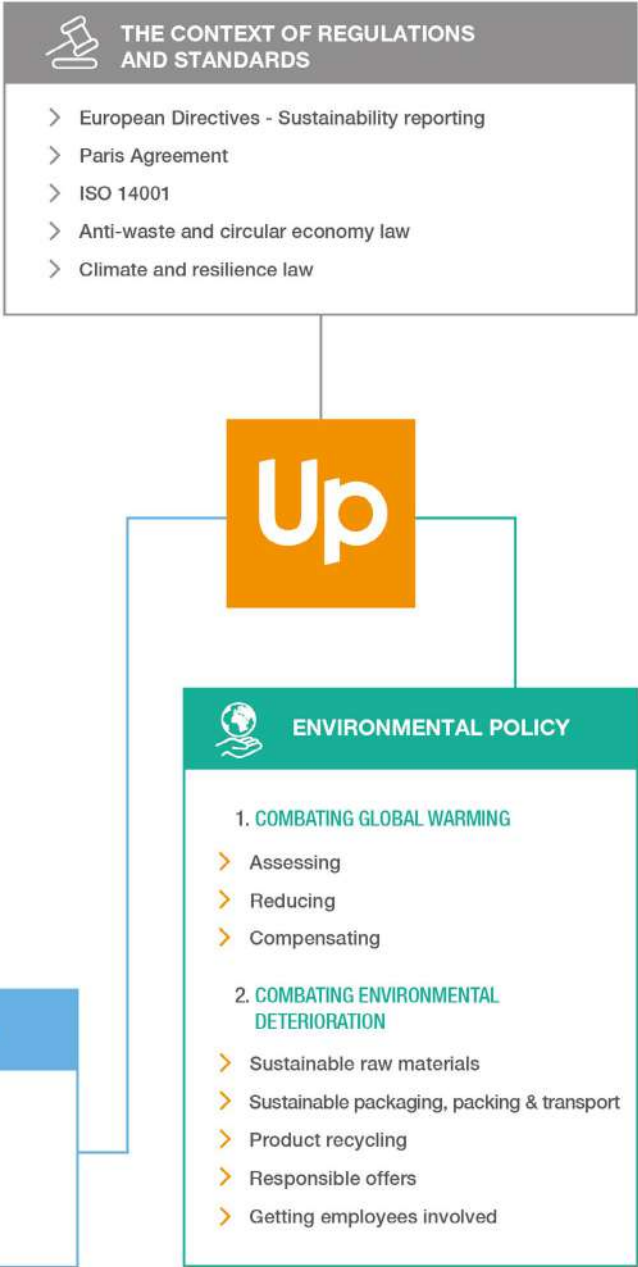 THE CONTEXT OF REGULATIONS
AND STANDARDS
European Directives - Sustainability reporting
Paris Agreement
ISO 14001
Anti-waste and circular economy law
Climate and resilience law
Up
ENVIRONMENTAL POLICY
1. COMBATING GLOBAL WARMING
Assessing
Reducing
Compensating
2. COMBATING ENVIRONMENTAL
DETERIORATION
Sustainable raw materials
Sustainable packaging, packing & transport
Product recycling
Responsible offers
Getting employees involved